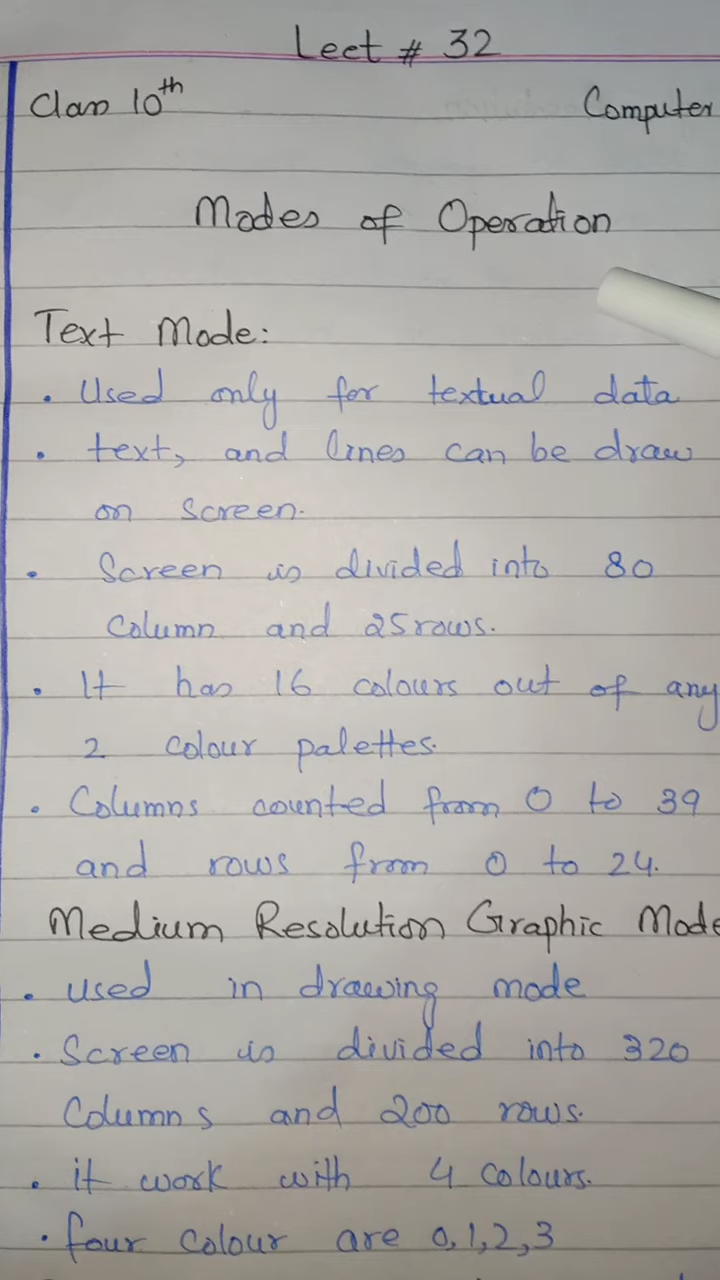 Lect # 32
Class 10th Computer
Modes of Operation
Text Mode:
• Used only for textual data
• text, and lines can be draw
on screen.
• Screen is divided into 80
Column and 25 rows.
• It has 16 colours out of any
2 colour palettes.
• Columns counted from 0 to 39
and rows from 0 to 24.
Medium Resolution Graphic Mode
• used in drawing mode
• Screen is divided into 320
Columns and 200 rows.
• it work with 4 colours.
• four colour are 0,1,2,3